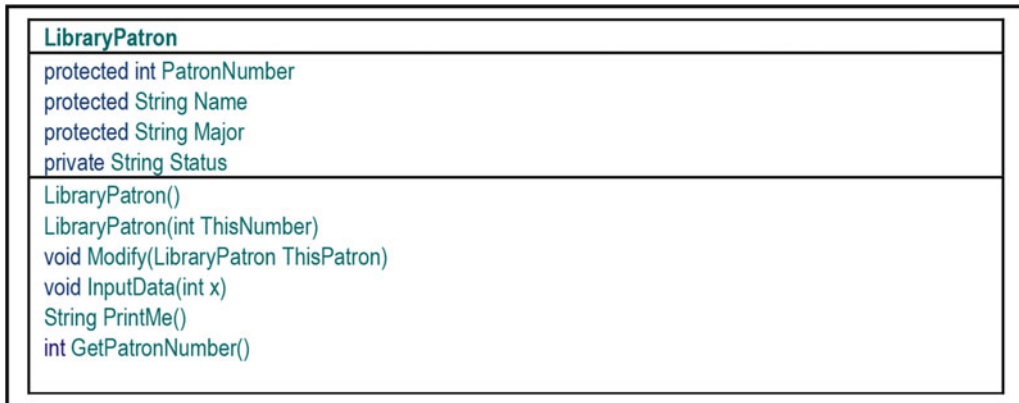 LibraryPatron
protected int PatronNumber
protected String Name
protected String Major
private String Status
LibraryPatron()
LibraryPatron(int ThisNumber)
void Modify(LibraryPatron ThisPatron)
void InputData(int x)
String PrintMe()
int GetPatronNumber()